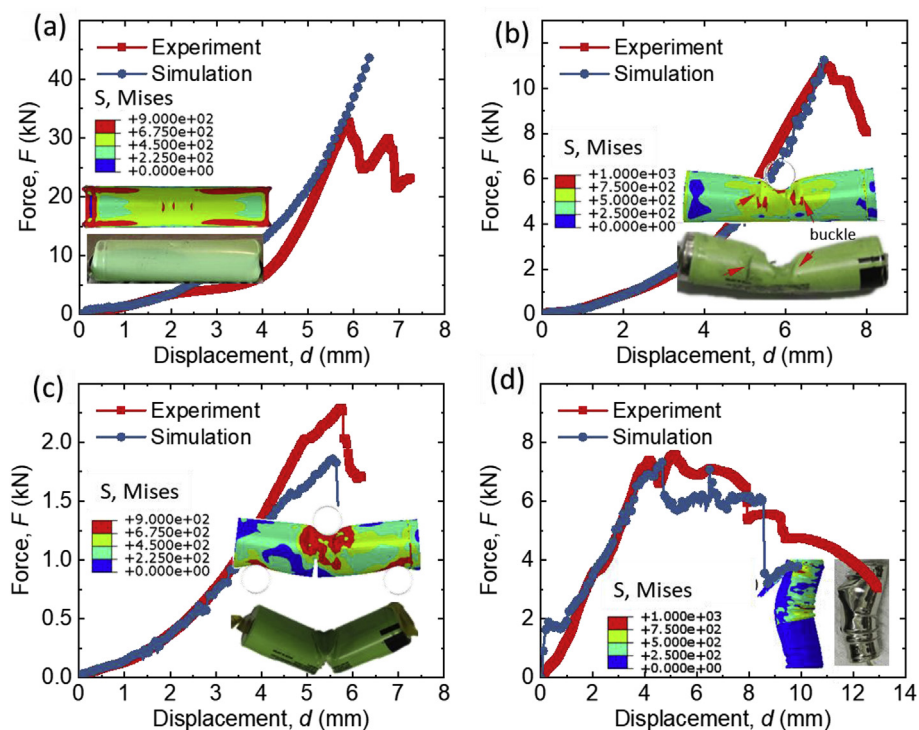 (a)
Experiment
Simulation
S, Mises
+9.000e+02
+6.750e+02
+4.500e+02
+2.250e+02
+0.000e+00
Force, F (kN)
40
30
20
10
5
0
0 1 2 3 4 5 6 7 8
Displacement, d (mm)
(b)
Experiment
Simulation
S, Mises
+1.000e+03
+7.500e+02
+5.000e+02
+2.500e+02
+0.000e+00
buckle
Force, F (kN)
10
8
6
4
2
0
0 2 4 6 8
Displacement, d (mm)
(c)
Experiment
Simulation
S, Mises
+9.000e+02
+6.750e+02
+4.500e+02
+2.250e+02
+0.000e+00
Force, F (kN)
2.0
1.5
1.0
0.5
0.0
0 1 2 3 4 5 6 7 8
Displacement, d (mm)
(d)
Experiment
Simulation
S, Mises
+1.000e+03
+7.500e+02
+5.000e+02
+2.500e+02
+0.000e+00
Force, F (kN)
8
6
4
2
0
0 2 4 6 8 10 12 14
Displacement, d (mm)